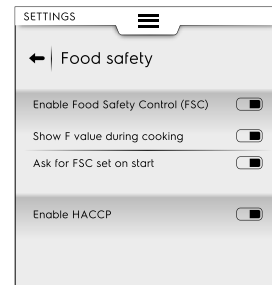 SETTINGS
Food safety
Enable Food Safety Control (FSC)
Show F value during cooking
Ask for FSC set on start
Enable HACCP